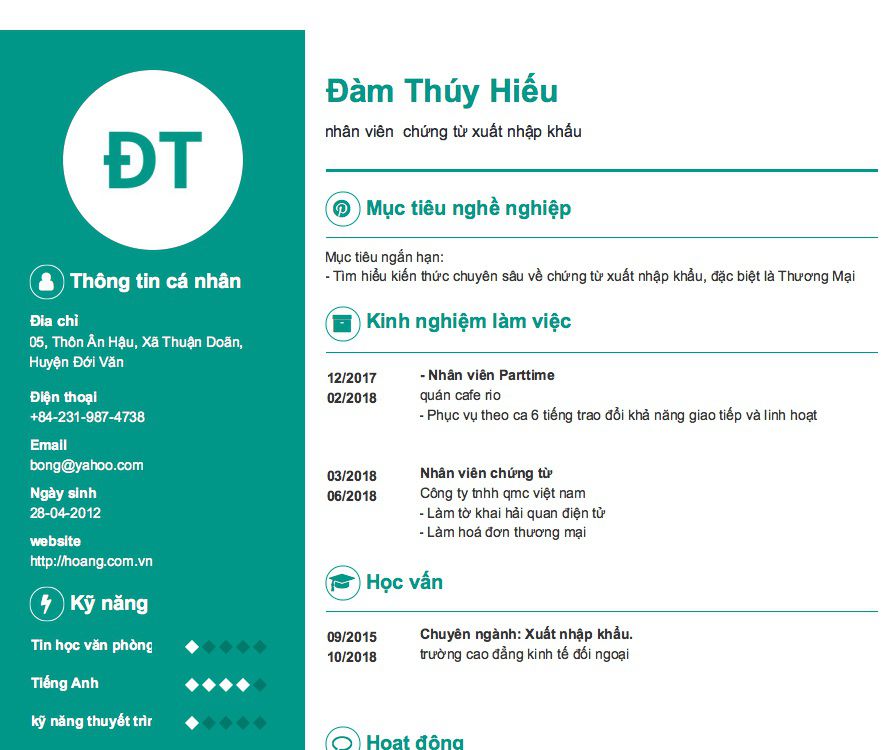 ĐT
Thông tin cá nhân
Địa chỉ
05, Thôn Ân Hậu, Xã Thuận Doãn,
Huyện Đới Văn
Điện thoại
+84-231-987-4738
Email
bong@yahoo.com
Ngày sinh
28-04-2012
website
http://hoang.com.vn
Kỹ năng
Tin học văn phòng
Tiếng Anh
kỹ năng thuyết trìn
Đàm Thúy Hiếu
nhân viên chứng từ xuất nhập khẩu
Mục tiêu nghề nghiệp
Mục tiêu ngắn hạn:
- Tìm hiểu kiến thức chuyên sâu về chứng từ xuất nhập khẩu, đặc biệt là Thương Mại
Kinh nghiệm làm việc
12/2017
02/2018
- Nhân viên Parttime
quán cafe rio
- Phục vụ theo ca 6 tiếng trao đổi khả năng giao tiếp và linh hoạt
03/2018
06/2018
Nhân viên chứng từ
Công ty tnhh qmc việt nam
- Làm tờ khai hải quan điện tử
- Làm hoá đơn thương mại
Học vấn
09/2015
10/2018
Chuyên ngành: Xuất nhập khẩu.
trường cao đẳng kinh tế đối ngoại
Hoạt động